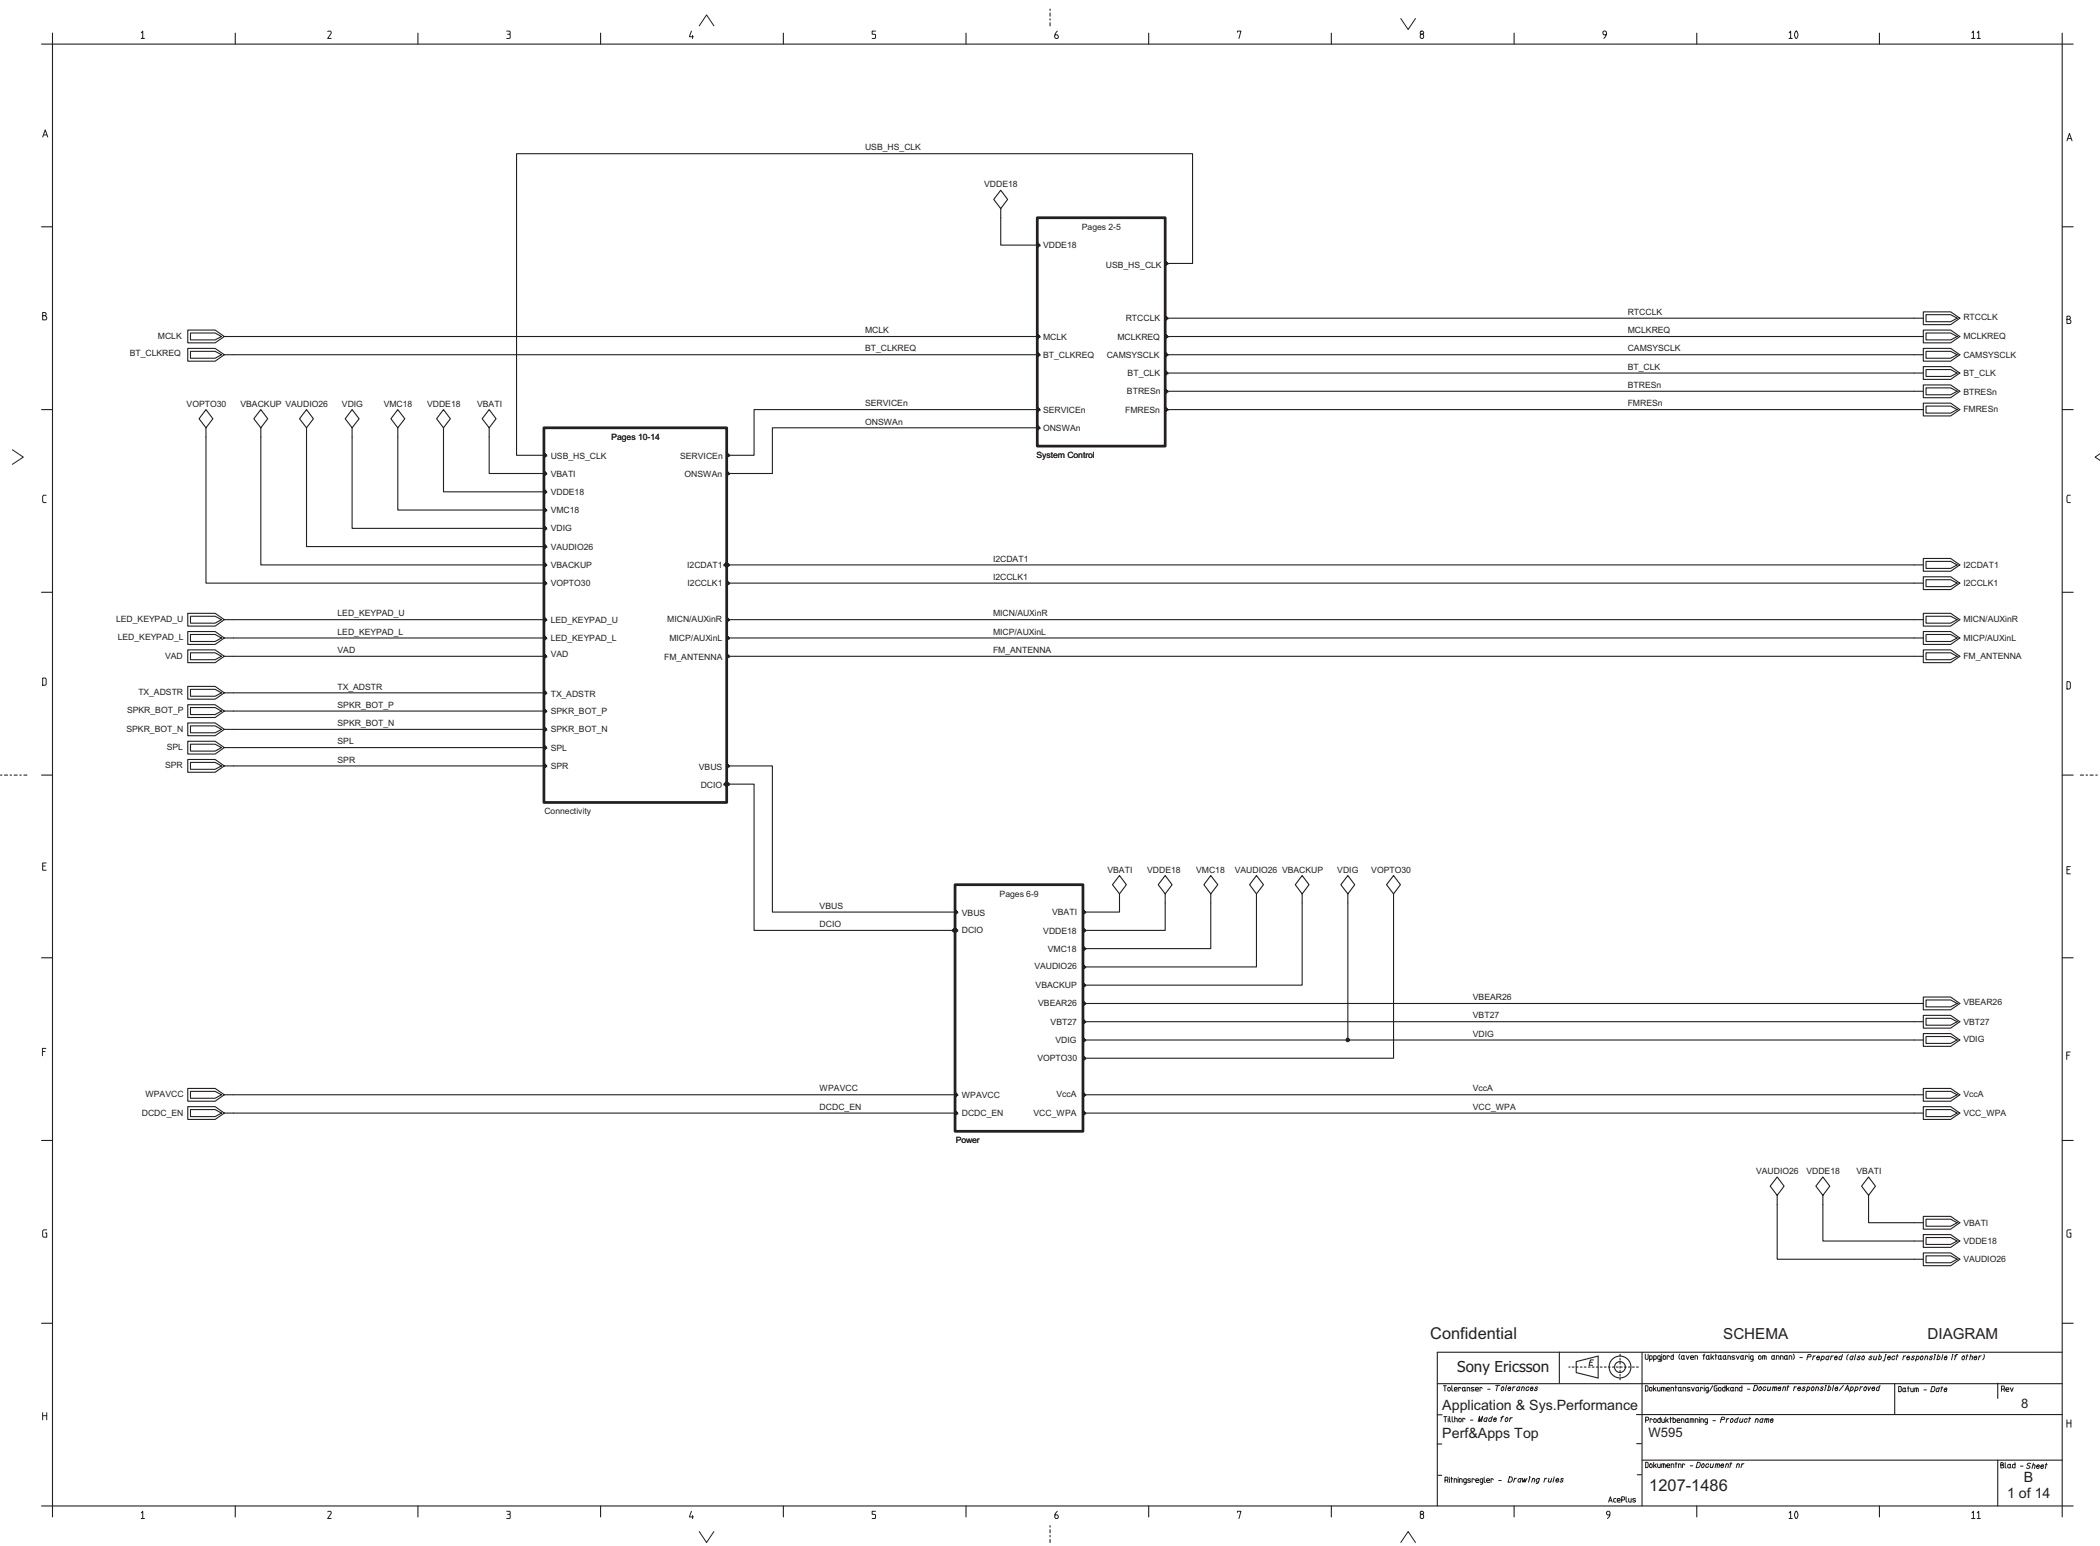 1 2 3 4 5 6 7 8 9 10 11
A A
USB_HS_CLK
VDDE18
Pages 2-5
VDDE18
USB_HS_CLK
B B
RTCCLK RTCCLK RTCCLK
MCLK MCLK MCLK MCLKREQ MCLKREQ MCLKREQ
BT_CLKREQ BT_CLKREQ BT_CLKREQ CAMSYSCLK CAMSYSCLK CAMSYSCLK
BT_CLK BT_CLK BT_CLK
BTRESn BTRESn BTRESn
SERVICEn SERVICEn FMRESn FMRESn FMRESn
ONSWAn ONSWAn
System Control
VOPTO30 VBACKUP VAUDIO26 VDIG VMC18 VDDE18 VBATI
Pages 10-14
USB_HS_CLK SERVICEn
VBATI ONSWAn
C C
VDDE18
VMC18
VDIG
VAUDIO26
VBACKUP I2CDAT1 I2CDAT1 I2CDAT1
VOPTO30 I2CCLK1 I2CCLK1 I2CCLK1
LED_KEYPAD_U LED_KEYPAD_U LED_KEYPAD_U MICN/AUXinR MICN/AUXinR MICN/AUXinR
LED_KEYPAD_L LED_KEYPAD_L LED_KEYPAD_L MICP/AUXinL MICP/AUXinL MICP/AUXinL
VAD VAD VAD FM_ANTENNA FM_ANTENNA FM_ANTENNA
D D
TX_ADSTR TX_ADSTR TX_ADSTR
SPKR_BOT_P SPKR_BOT_P SPKR_BOT_P
SPKR_BOT_N SPKR_BOT_N SPKR_BOT_N
SPL SPL SPL
SPR SPR SPR VBUS
DCIO
Connectivity
E E
VBATI VDDE18 VMC18 VAUDIO26 VBACKUP VDIG VOPTO30
Pages 6-9
VBUS VBUS VBATI
DCIO DCIO VDDE18
VMC18
VAUDIO26
VBACKUP
VBEAR26 VBEAR26 VBEAR26
VBT27 VBT27 VBT27
VDIG VDIG VDIG
F F
VOPTO30
WPAVCC WPAVCC WPAVCC VccA VccA VccA
DCDC_EN DCDC_EN DCDC_EN VCC_WPA VCC_WPA VCC_WPA
Power
VAUDIO26 VDDE18 VBATI
VBATI
G G
VDDE18
VAUDIO26
Confidential SCHEMA DIAGRAM
Sony Ericsson E Uppgjord (aven faktaansvarig om annan) - Prepared (also subject responsible if other)
Toleranser - Tolerances Dokumentansvarig/Godkand - Document responsible/Approved Datum - Date Rev
Application & Sys.Performance 8
H H
Tillhor - Made for Produktbenamning - Product name
Perf&Apps Top W595
Dokumentnr - Document nr Blad - Sheet
Ritningsregler - Drawing rules 1207-1486 B
AcePlus 1 of 14
1 2 3 4 5 6 7 8 9 10 11